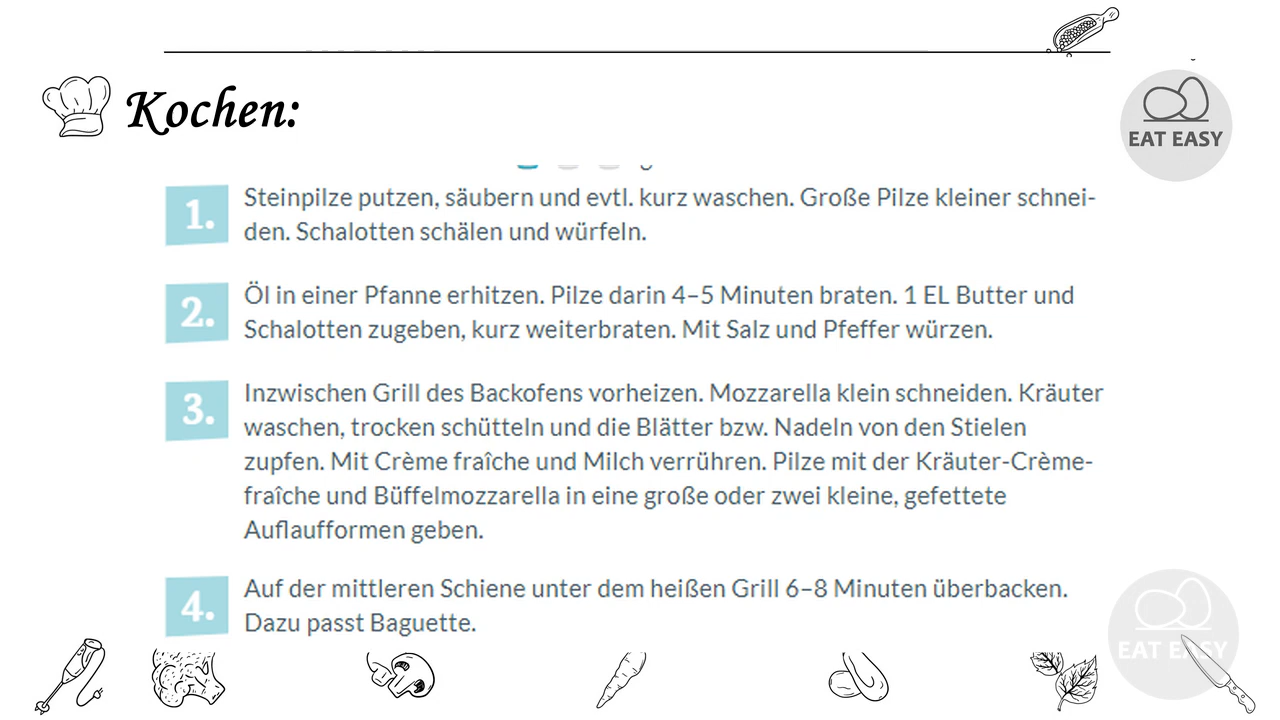 Kochen:
EAT EASY
1. Steinpilze putzen, säubern und evtl. kurz waschen. Große Pilze kleiner schnei-
den. Schalotten schälen und würfeln.
2. Öl in einer Pfanne erhitzen. Pilze darin 4–5 Minuten braten. 1 EL Butter und
Schalotten zugeben, kurz weiterbraten. Mit Salz und Pfeffer würzen.
3. Inzwischen Grill des Backofens vorheizen. Mozzarella klein schneiden. Kräuter
waschen, trocken schütteln und die Blätter bzw. Nadeln von den Stielen
zupfen. Mit Crème fraîche und Milch verrühren. Pilze mit der Kräuter-Crème-
fraîche und Büffelmozzarella in eine große oder zwei kleine, gefettete
Auflaufformen geben.
4. Auf der mittleren Schiene unter dem heißen Grill 6–8 Minuten überbacken.
Dazu passt Baguette.
EAT EASY